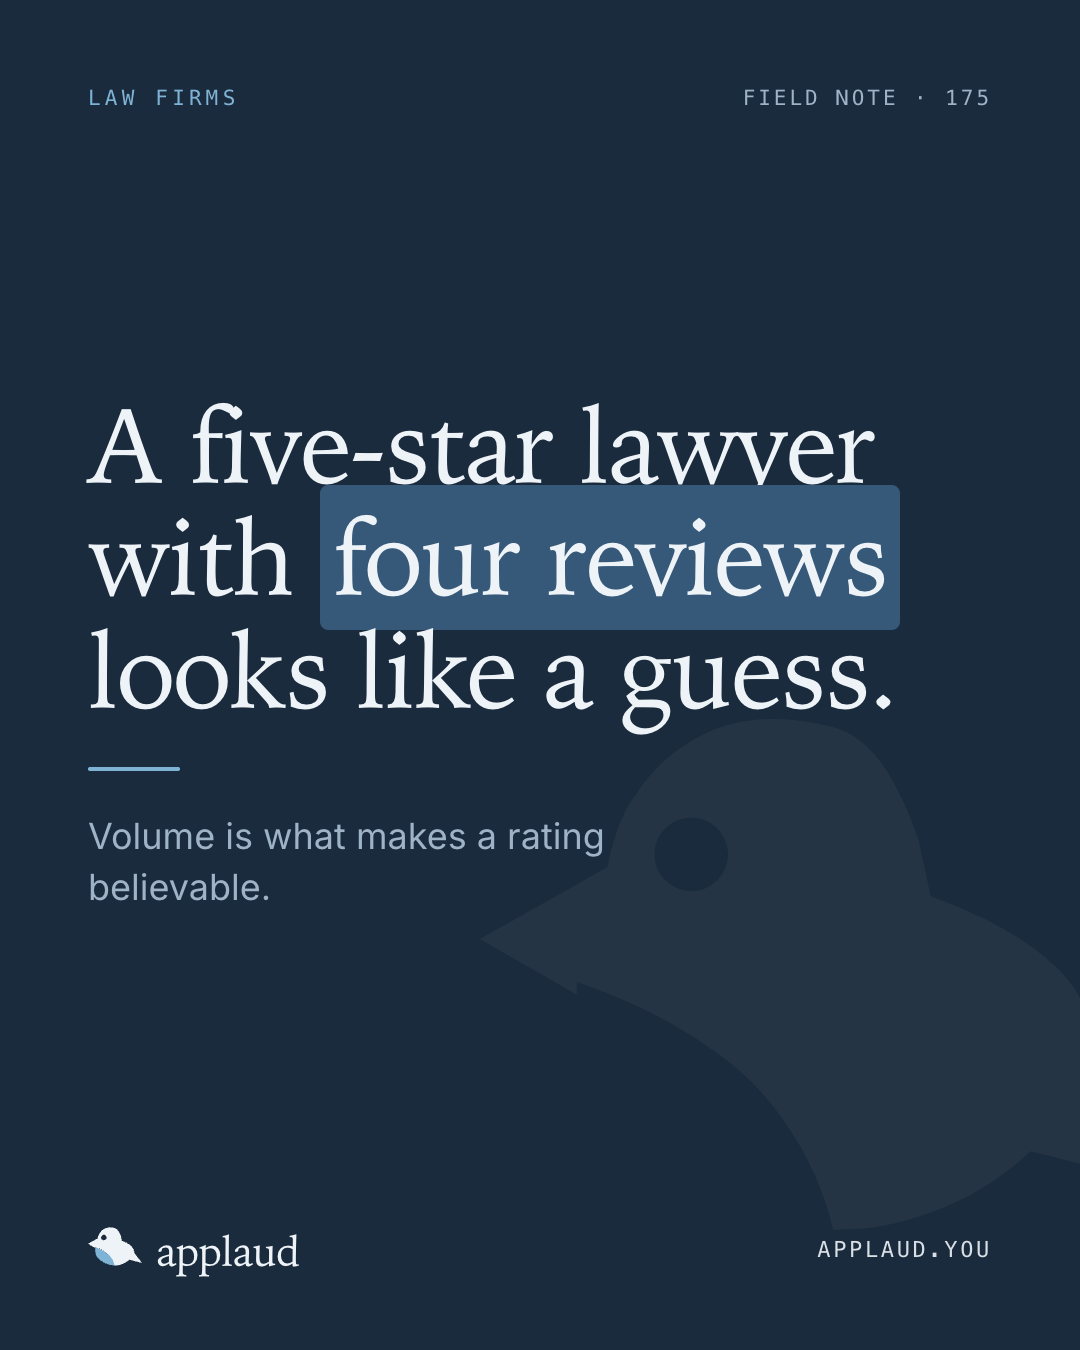 LAW FIRMS
FIELD NOTE · 175
A five-star lawyer
with four reviews
looks like a guess.
Volume is what makes a rating
believable.
applaud
APPLAUD.YOU